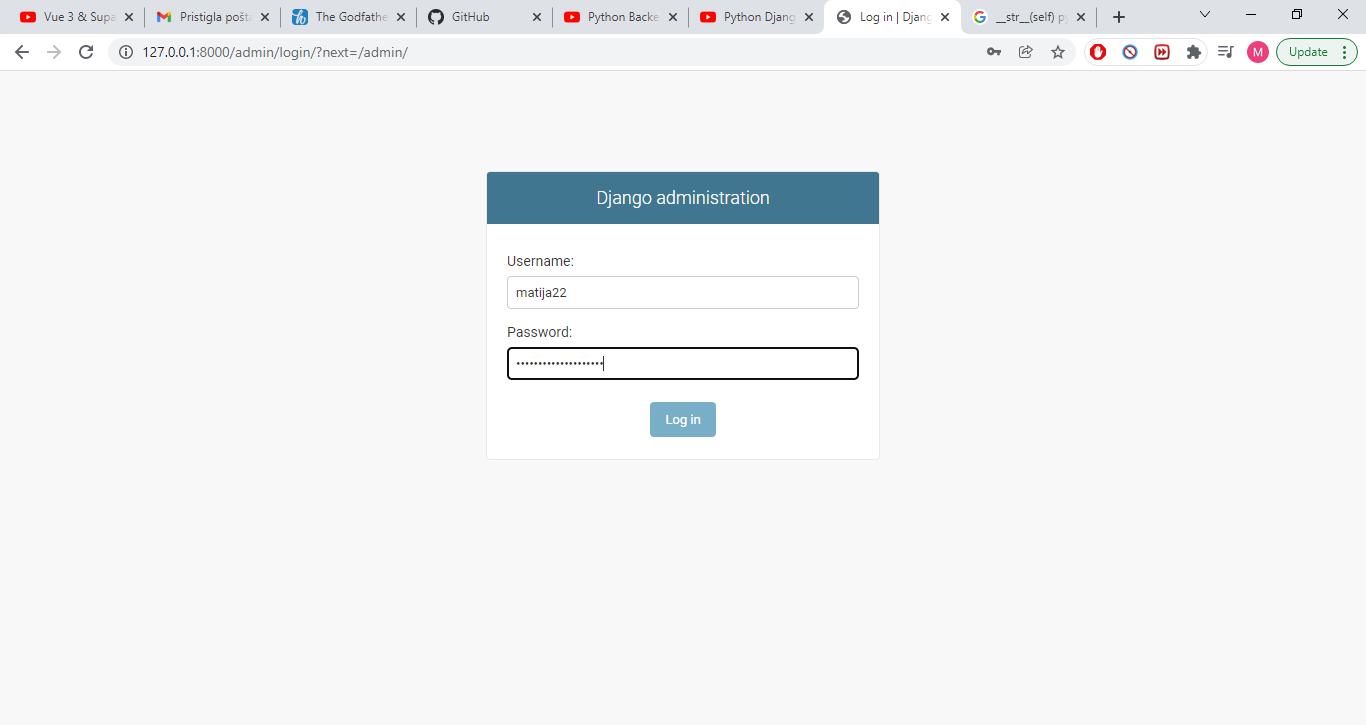 Vue 3 & Supa
Pristigla pošta
The Godfathe
GitHub
Python Backe
Python Djang
Log in | Djang
__str__(self) py
127.0.0.1:8000/admin/login/?next=/admin/
M
Update
Django administration
Username:
matija22
Password:
Log in